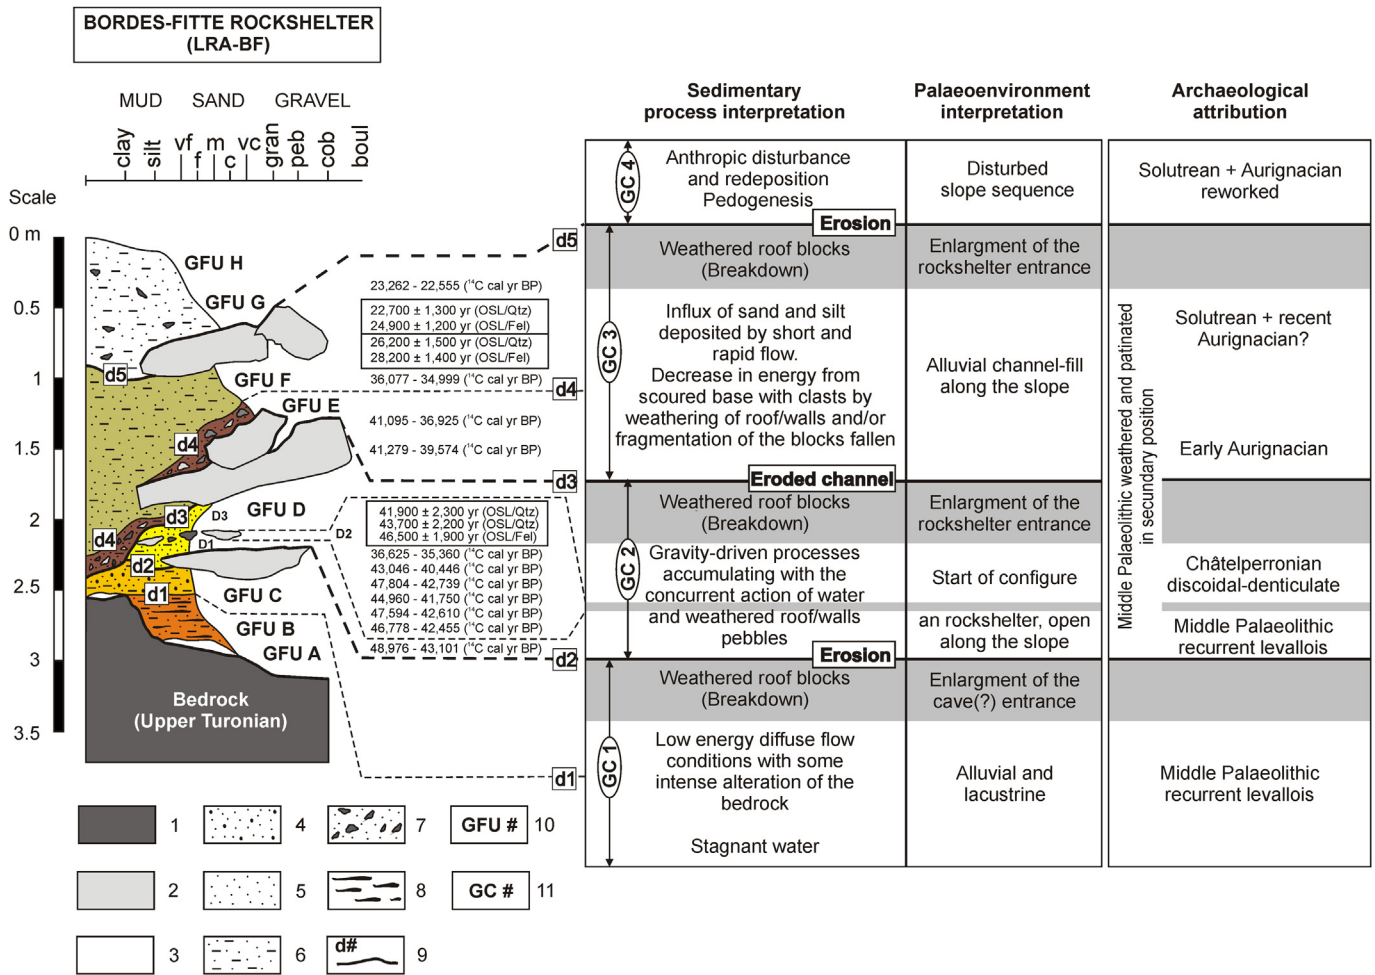 BORDES-FITTE ROCKSHELTER
(LRA-BF)
MUD SAND GRAVEL
clay silt vf f m c vc gran peb cob boul
Scale
0 m
0.5
1
1.5
2
2.5
3
3.5
GFU H
GFU G
d5
GFU F
GFU E
d4
GFU D
d3
D3
d4
D1
D2
d2
d1
GFU C
GFU B
GFU A
Bedrock
(Upper Turonian)
23,262 - 22,555 (14C cal yr BP)
22,700 ± 1,300 yr (OSL/Qtz)
24,900 ± 1,200 yr (OSL/Fel)
26,200 ± 1,500 yr (OSL/Qtz)
28,200 ± 1,400 yr (OSL/Fel)
36,077 - 34,999 (14C cal yr BP)
41,095 - 36,925 (14C cal yr BP)
41,279 - 39,574 (14C cal yr BP)
41,900 ± 2,300 yr (OSL/Qtz)
43,700 ± 2,200 yr (OSL/Qtz)
46,500 ± 1,900 yr (OSL/Fel)
36,625 - 35,360 (14C cal yr BP)
43,046 - 40,446 (14C cal yr BP)
47,804 - 42,739 (14C cal yr BP)
44,960 - 41,750 (14C cal yr BP)
47,594 - 42,610 (14C cal yr BP)
46,778 - 42,455 (14C cal yr BP)
48,976 - 43,101 (14C cal yr BP)
d5
d4
d3
d2
d1
Sedimentary
process interpretation
GC 4
Anthropic disturbance
and redeposition
Pedogenesis
Erosion
GC 3
Weathered roof blocks
(Breakdown)
Influx of sand and silt
deposited by short and
rapid flow.
Decrease in energy from
scoured base with clasts by
weathering of roof/walls and/or
fragmentation of the blocks fallen
Eroded channel
GC 2
Weathered roof blocks
(Breakdown)
Gravity-driven processes
accumulating with the
concurrent action of water
and weathered roof/walls
pebbles
Erosion
GC 1
Weathered roof blocks
(Breakdown)
Low energy diffuse flow
conditions with some
intense alteration of the
bedrock
Stagnant water
Palaeoenvironment
interpretation
Disturbed
slope sequence
Enlargment of the
rockshelter entrance
Alluvial channel-fill
along the slope
Enlargment of the
rockshelter entrance
Start of configure
an rockshelter, open
along the slope
Enlargment of the
cave(?) entrance
Alluvial and
lacustrine
Archaeological
attribution
Solutrean + Aurignacian
reworked
Middle Palaeolithic weathered and patinated
in secondary position
Solutrean + recent
Aurignacian?
Early Aurignacian
Châtelperronian
discoidal-denticulate
Middle Palaeolithic
recurrent levallois
Middle Palaeolithic
recurrent levallois
1 4 7 GFU # 10
2 5 8 GC # 11
3 6 d# 9